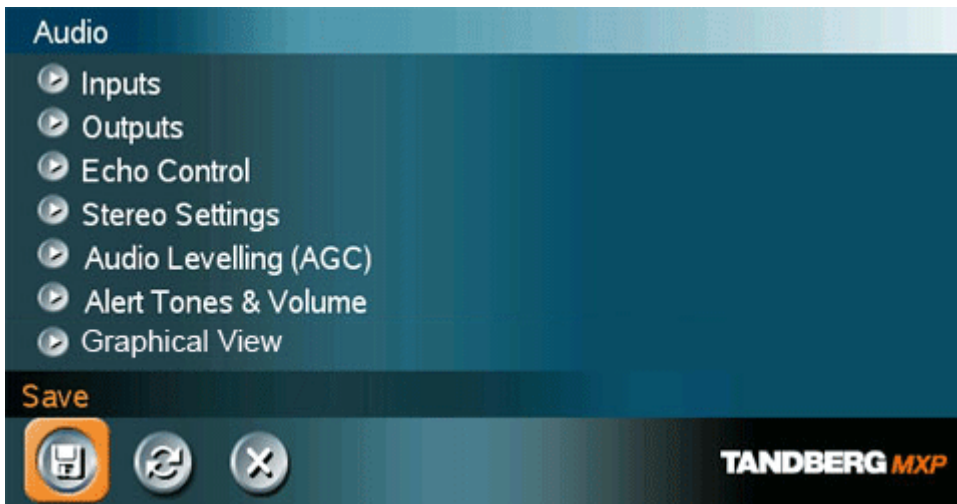 Audio
Inputs
Outputs
Echo Control
Stereo Settings
Audio Levelling (AGC)
Alert Tones & Volume
Graphical View
Save
TANDBERG MXP